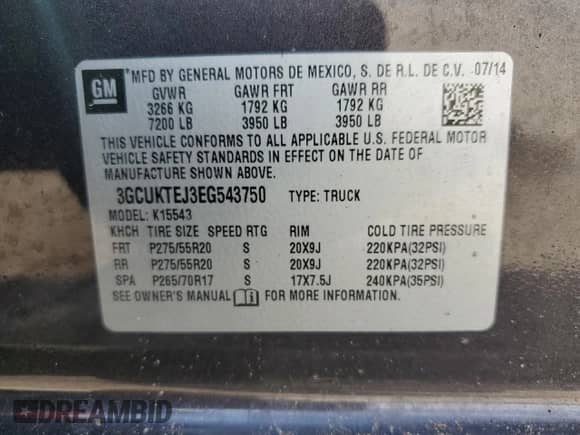 GM
*MFD BY GENERAL MOTORS DE MEXICO, S. DE R.L. DE C.V. 07/14
GVWR GAWR FRT GAWR RR
3266 KG 1792 KG 1792 KG
7200 LB 3950 LB 3950 LB
THIS VEHICLE CONFORMS TO ALL APPLICABLE U.S. FEDERAL MOTOR
VEHICLE SAFETY STANDARDS IN EFFECT ON THE DATE OF
MANUFACTURE SHOWN ABOVE.
3GCUKTEJ3EG543750 TYPE: TRUCK
MODEL: K15543
KHCH TIRE SIZE SPEED RTG RIM COLD TIRE PRESSURE
FRT P275/55R20 S 20X9J 220KPA(32PSI)
RR P275/55R20 S 20X9J 220KPA(32PSI)
SPA P265/70R17 S 17X7.5J 240KPA(35PSI)
SEE OWNER'S MANUAL FOR MORE INFORMATION.
DREAMBID